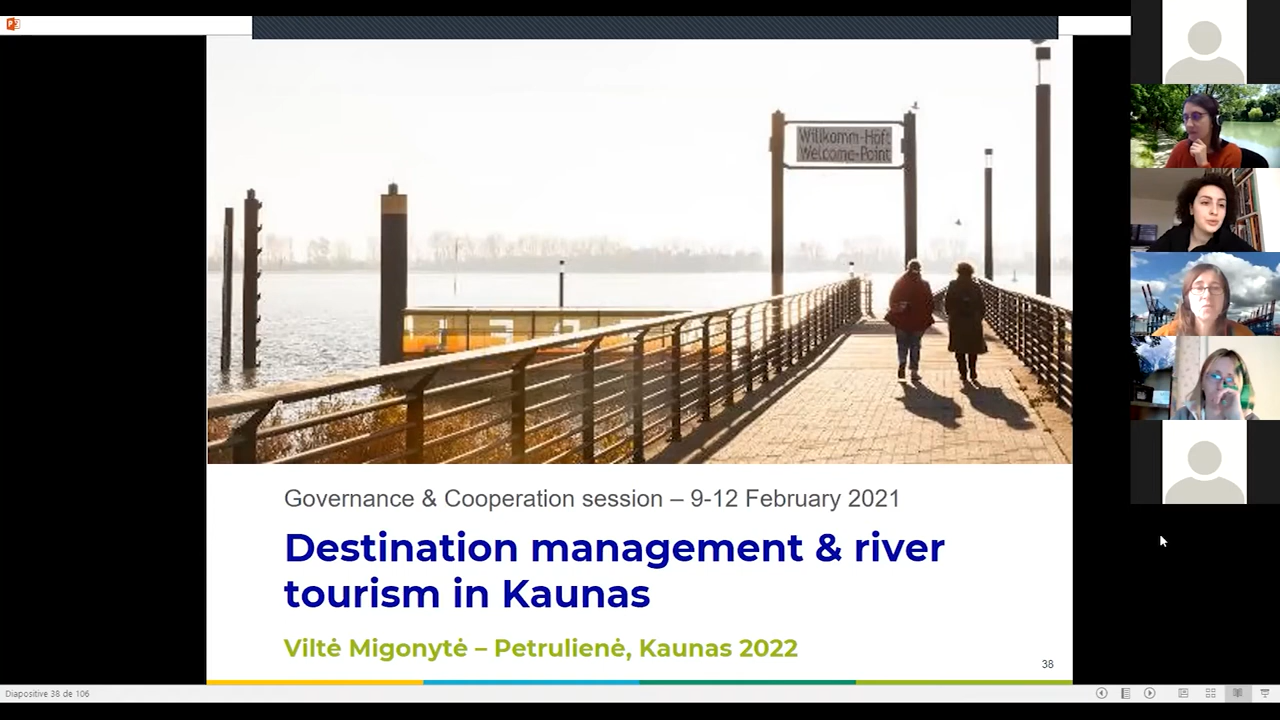 Willkomm-Höft
Welcome-Point
Governance & Cooperation session – 9-12 February 2021
Destination management & river
tourism in Kaunas
Viltė Migonytė – Petrulienė, Kaunas 2022
38
Diapositive 38 de 106